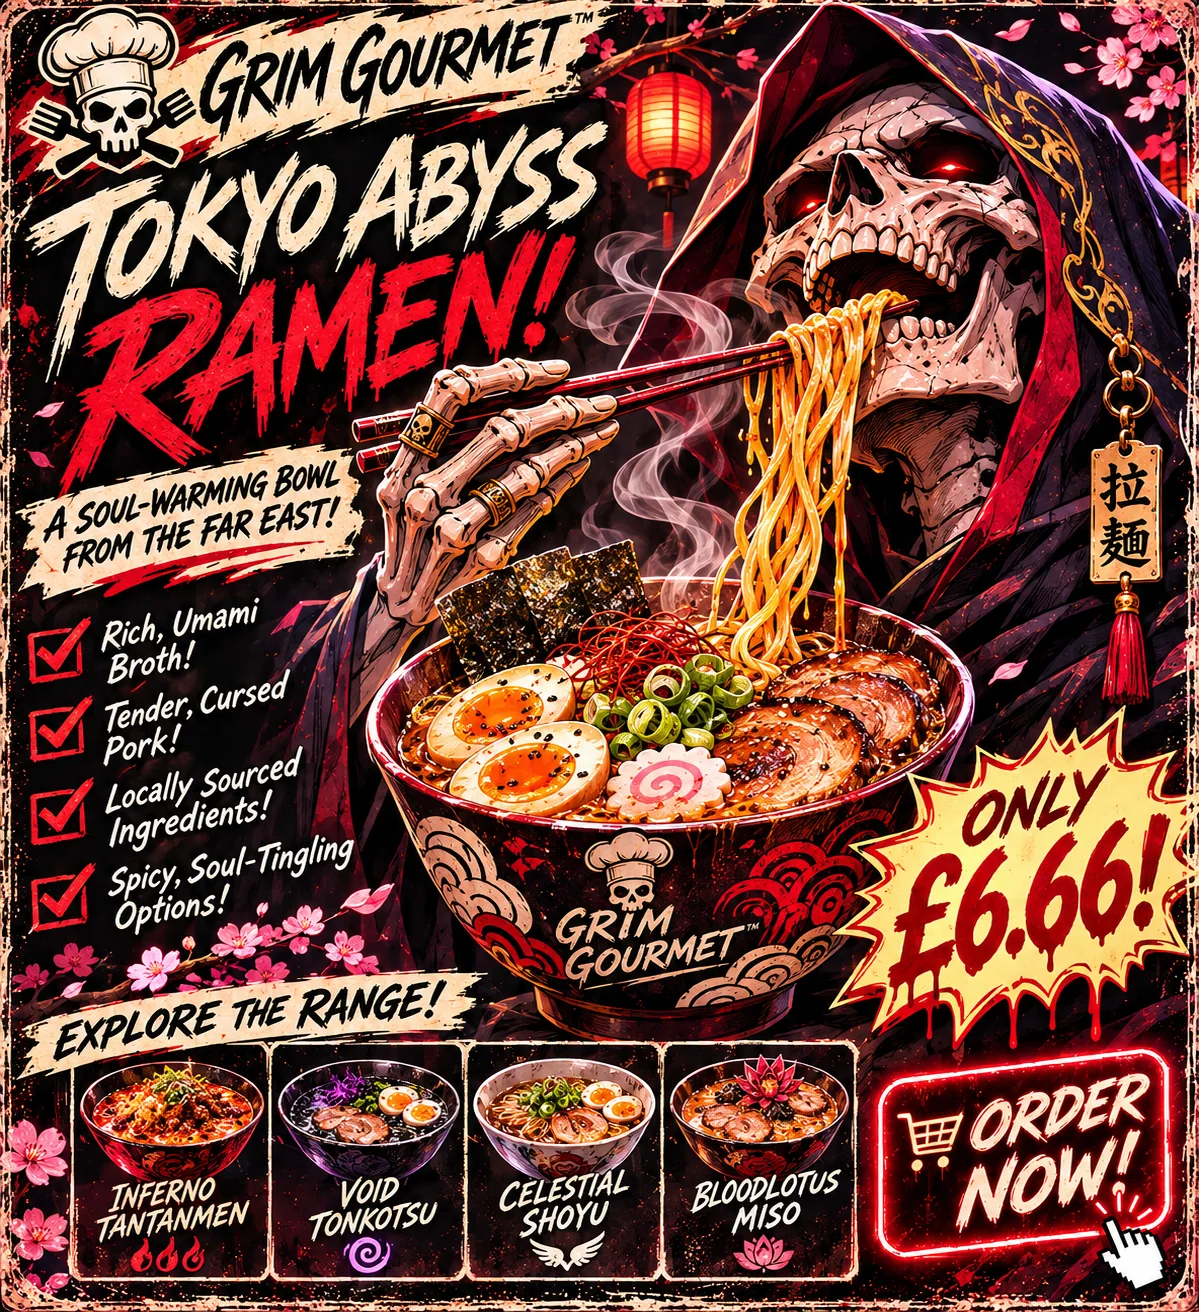 GRIM GOURMET™
TOKYO ABYSS
RAMEN!
A SOUL-WARMING BOWL
FROM THE FAR EAST!
Rich, Umami
Broth!
Tender, Cursed
Pork!
Locally Sourced
Ingredients!
Spicy, Soul-Tingling
Options!
拉
麺
GRIM
GOURMET™
ONLY
£6.66!
EXPLORE THE RANGE!
INFERNO
TANTANMEN
VOID
TONKOTSU
CELESTIAL
SHOYU
BLOODLOTUS
MISO
ORDER
NOW!